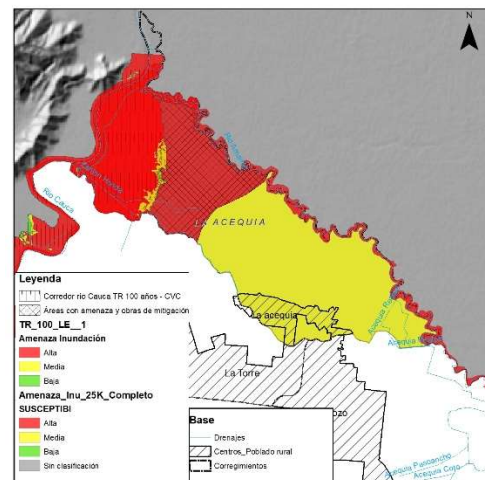 N
Río Cauca
LA ACEQUIA
La acequia
La Torre
Acequia Pancancho
Leyenda
Corredor río Cauca TR 100 años - CVC
Áreas con amenaza y obras de mitigación
TR_100_LE__1
Amenaza Inundación
Alta
Media
Baja
Amenaza_Inu_25K_Completo
SUSCEPTIBI
Alta
Media
Baja
Sin clasificación
Base
Drenajes
Centros_Poblado rural
Corregimientos